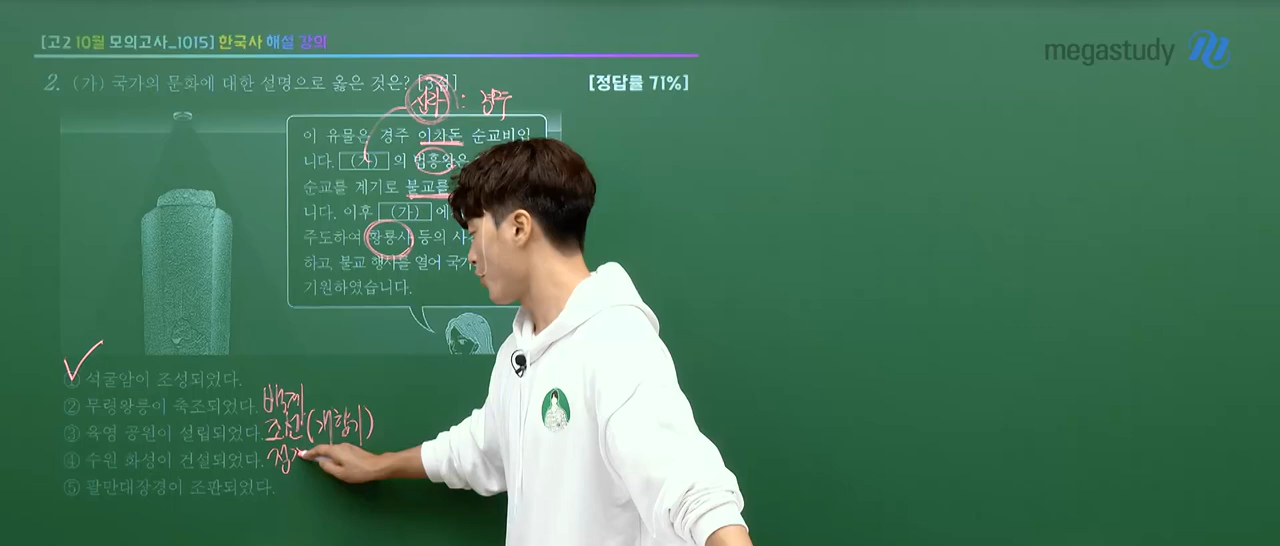 [고2 10월 모의고사_1015] 한국사 해설 강의
megastudy
2. (가) 국가의 문화에 대한 설명으로 옳은 것은? [3점]
[정답률 71%]
신라 : 경주
이 유물은 경주 이차돈 순교비입
니다. (가) 의 법흥왕은
순교를 계기로 불교를
니다. 이후 (가) 에
주도하여 황룡사 등의 사
하고, 불교 행사를 열어 국가
기원하였습니다.
① 석굴암이 조성되었다.
② 무령왕릉이 축조되었다. 백제
③ 육영 공원이 설립되었다. 조선(개항기)
④ 수원 화성이 건설되었다.
⑤ 팔만대장경이 조판되었다.